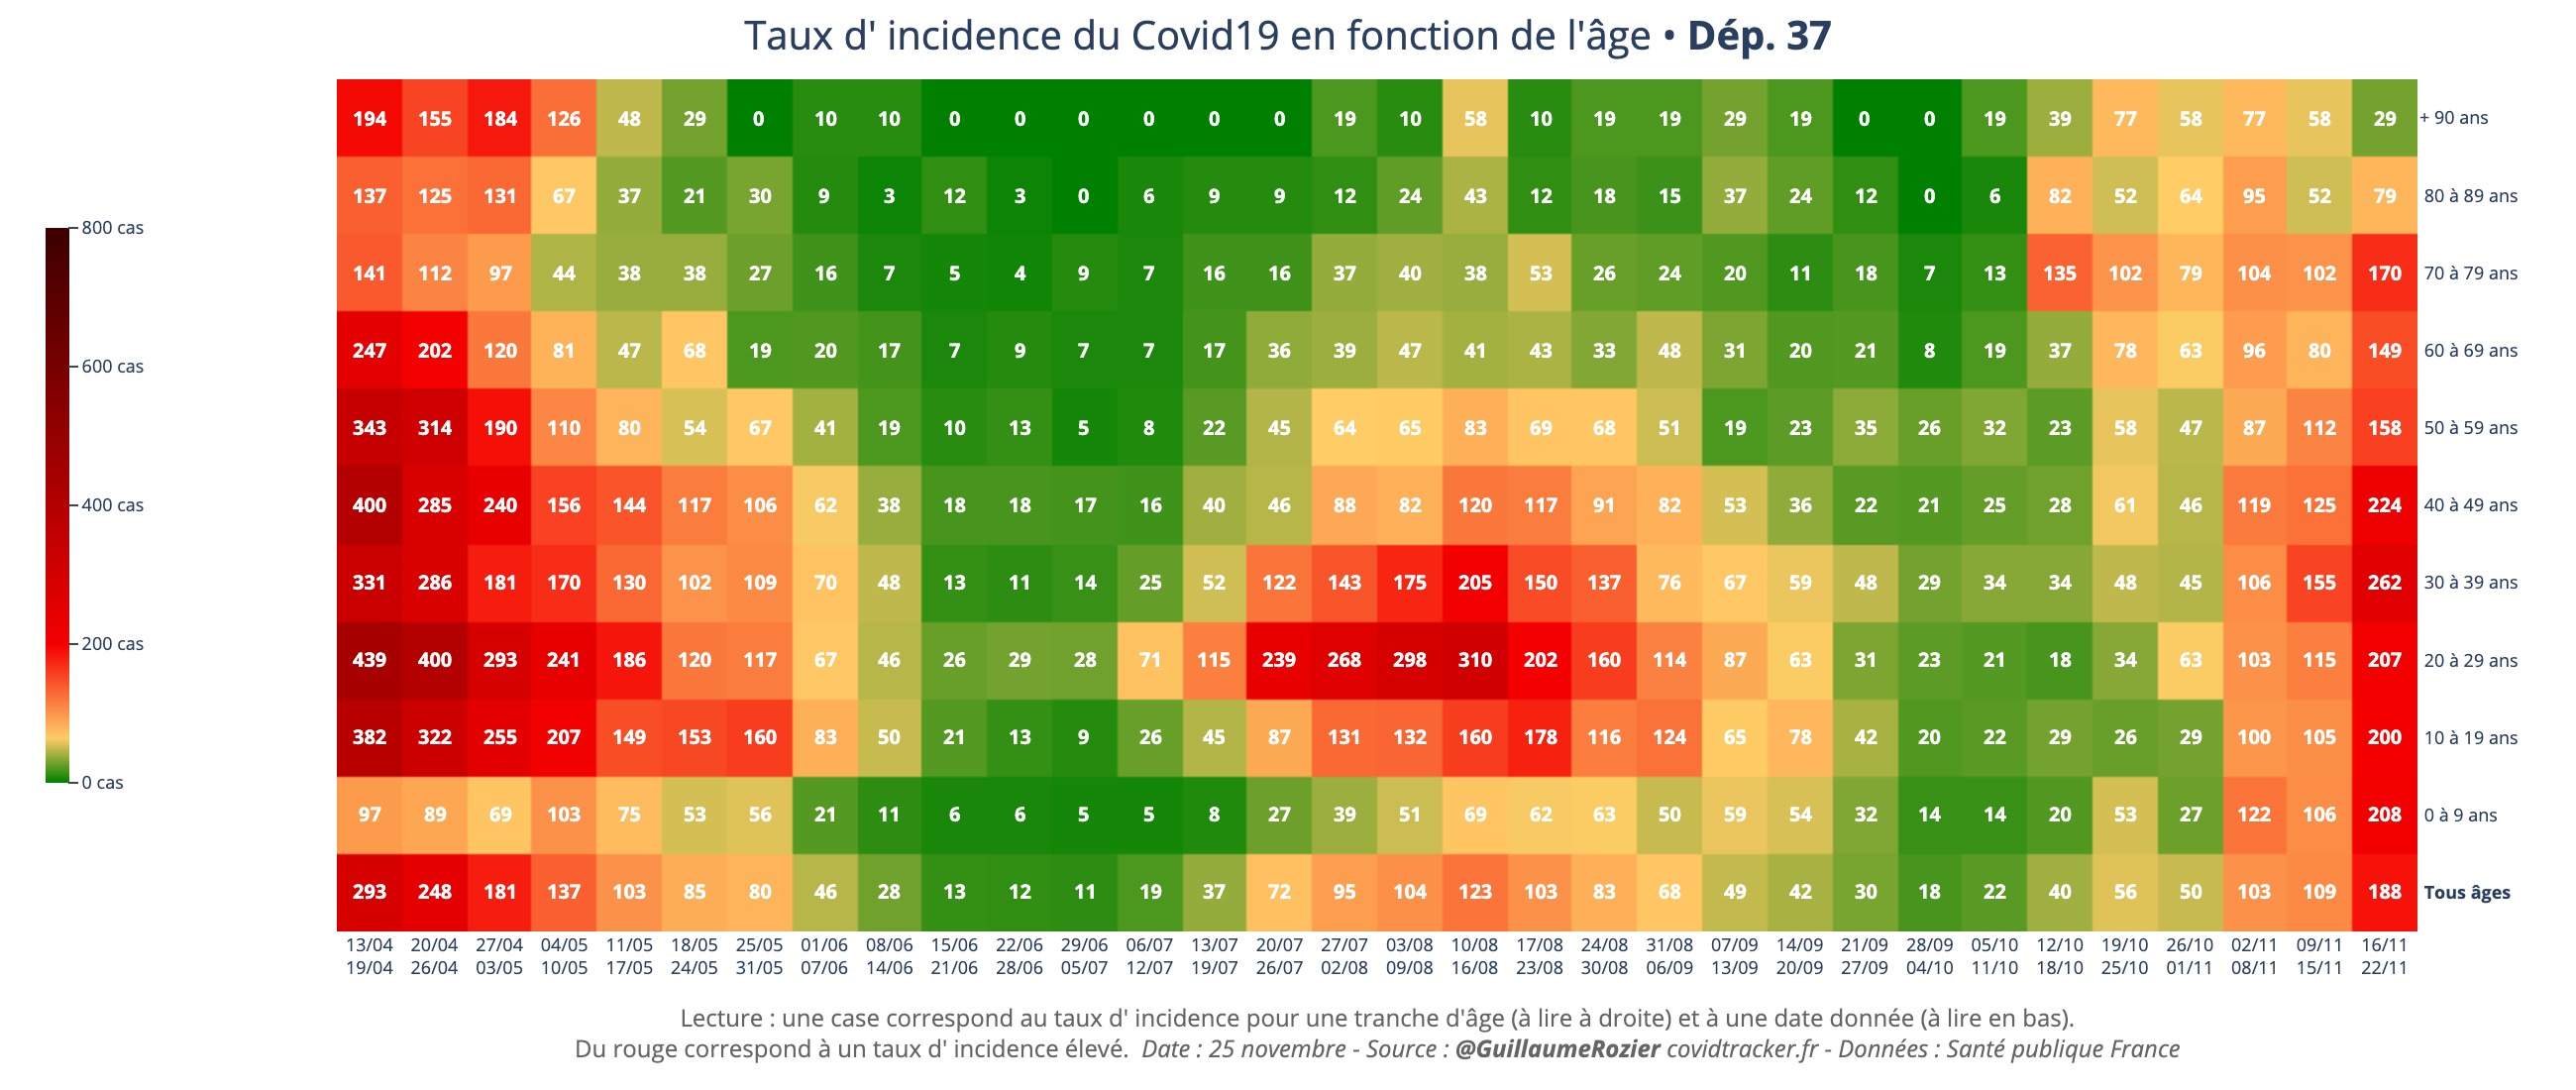 Taux d' incidence du Covid19 en fonction de l'âge • Dép. 37
800 cas
600 cas
400 cas
200 cas
0 cas
194 155 184 126 48 29 0 10 10 0 0 0 0 0 0 19 10 58 10 19 19 29 19 0 0 19 39 77 58 77 58 29 + 90 ans
137 125 131 67 37 21 30 9 3 12 3 0 6 9 9 12 24 43 12 18 15 37 24 12 0 6 82 52 64 95 52 79 80 à 89 ans
141 112 97 44 38 38 27 16 7 5 4 9 7 16 16 37 40 38 53 26 24 20 11 18 7 13 135 102 79 104 102 170 70 à 79 ans
247 202 120 81 47 68 19 20 17 7 9 7 7 17 36 39 47 41 43 33 48 31 20 21 8 19 37 78 63 96 80 149 60 à 69 ans
343 314 190 110 80 54 67 41 19 10 13 5 8 22 45 64 65 83 69 68 51 19 23 35 26 32 23 58 47 87 112 158 50 à 59 ans
400 285 240 156 144 117 106 62 38 18 18 17 16 40 46 88 82 120 117 91 82 53 36 22 21 25 28 61 46 119 125 224 40 à 49 ans
331 286 181 170 130 102 109 70 48 13 11 14 25 52 122 143 175 205 150 137 76 67 59 48 29 34 34 48 45 106 155 262 30 à 39 ans
439 400 293 241 186 120 117 67 46 26 29 28 71 115 239 268 298 310 202 160 114 87 63 31 23 21 18 34 63 103 115 207 20 à 29 ans
382 322 255 207 149 153 160 83 50 21 13 9 26 45 87 131 132 160 178 116 124 65 78 42 20 22 29 26 29 100 105 200 10 à 19 ans
97 89 69 103 75 53 56 21 11 6 6 5 5 8 27 39 51 69 62 63 50 59 54 32 14 14 20 53 27 122 106 208 0 à 9 ans
293 248 181 137 103 85 80 46 28 13 12 11 19 37 72 95 104 123 103 83 68 49 42 30 18 22 40 56 50 103 109 188 Tous âges
13/04 20/04 27/04 04/05 11/05 18/05 25/05 01/06 08/06 15/06 22/06 29/06 06/07 13/07 20/07 27/07 03/08 10/08 17/08 24/08 31/08 07/09 14/09 21/09 28/09 05/10 12/10 19/10 26/10 02/11 09/11 16/11
19/04 26/04 03/05 10/05 17/05 24/05 31/05 07/06 14/06 21/06 28/06 05/07 12/07 19/07 26/07 02/08 09/08 16/08 23/08 30/08 06/09 13/09 20/09 27/09 04/10 11/10 18/10 25/10 01/11 08/11 15/11 22/11
Lecture : une case correspond au taux d' incidence pour une tranche d'âge (à lire à droite) et à une date donnée (à lire en bas).
Du rouge correspond à un taux d' incidence élevé. Date : 25 novembre - Source : @GuillaumeRozier covidtracker.fr - Données : Santé publique France